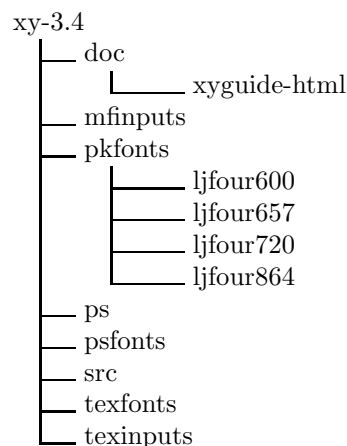 xy-3.4
doc
xyguide-html
mfinputs
pkfonts
ljfour600
ljfour657
ljfour720
ljfour864
ps
psfonts
src
texfonts
texinputs